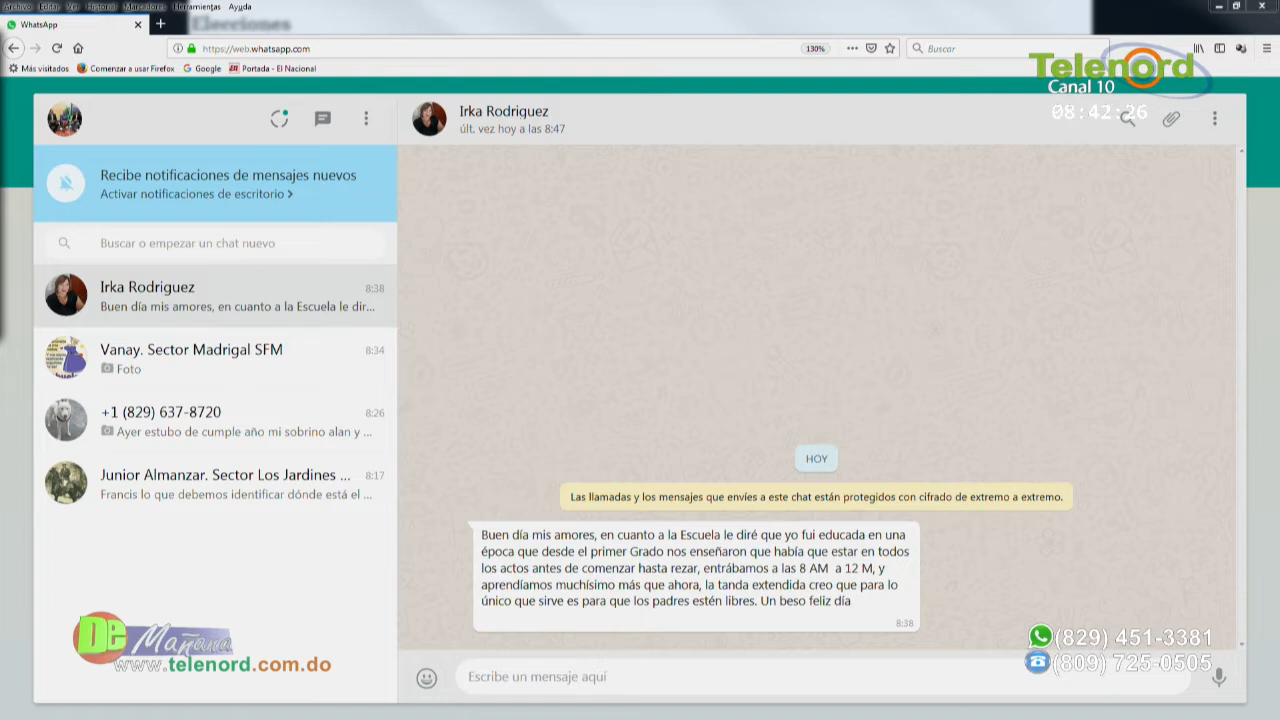 Archivo Editar Ver Historial Marcadores Herramientas Ayuda
Elecciones
WhatsApp
https://web.whatsapp.com
130%
Buscar
Más visitados
Comenzar a usar Firefox
Google
Portada - El Nacional
Telenord
Canal 10
08:42:26
Irka Rodriguez
últ. vez hoy a las 8:47
Recibe notificaciones de mensajes nuevos
Activar notificaciones de escritorio >
Buscar o empezar un chat nuevo
Irka Rodriguez
8:38
Buen día mis amores, en cuanto a la Escuela le dir...
Vanay. Sector Madrigal SFM
8:34
Foto
+1 (829) 637-8720
8:26
Ayer estubo de cumple año mi sobrino alan y ...
Junior Almanzar. Sector Los Jardines ...
8:17
Francis lo que debemos identificar dónde está el ...
HOY
Las llamadas y los mensajes que envíes a este chat están protegidos con cifrado de extremo a extremo.
Buen día mis amores, en cuanto a la Escuela le diré que yo fui educada en una
época que desde el primer Grado nos enseñaron que había que estar en todos
los actos antes de comenzar hasta rezar, entrábamos a las 8 AM a 12 M, y
aprendíamos muchísimo más que ahora, la tanda extendida creo que para lo
único que sirve es para que los padres estén libres. Un beso feliz día
8:38
Escribe un mensaje aquí
De Mañana
www.telenord.com.do
(829) 451-3381
(809) 725-0505